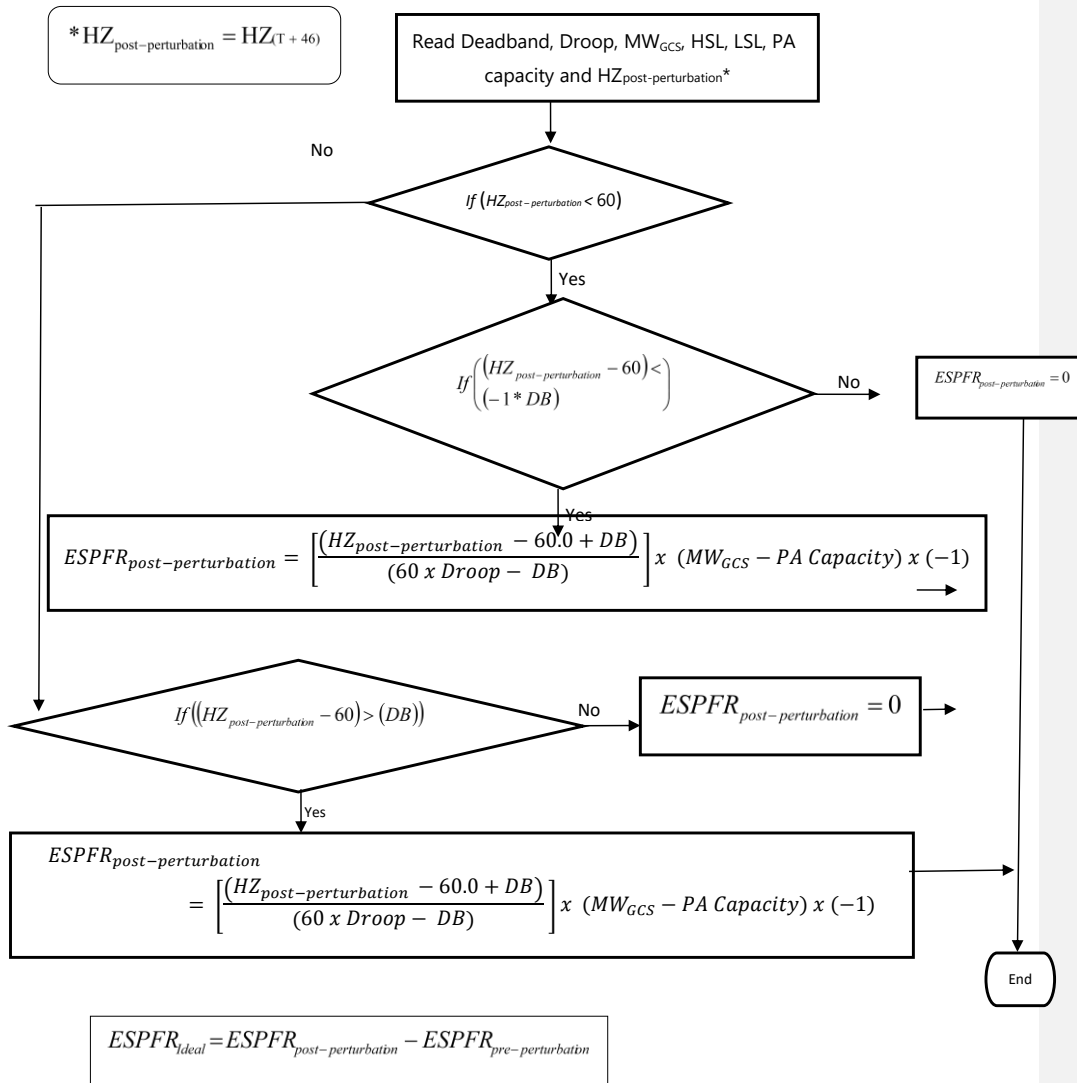 *HZpost−perturbation = HZ(T + 46)
Read Deadband, Droop, MWGCS, HSL, LSL, PA
capacity and HZpost-perturbation*
No
If (HZpost−perturbation < 60)
Yes
If((HZpost−perturbation − 60) <
(−1* DB))
No
ESPFRpost−perturbation = 0
Yes
ESPFRpost−perturbation = [(HZpost−perturbation − 60.0 + DB) / (60 x Droop − DB)] x (MWGCS − PA Capacity) x (−1)
If((HZpost−perturbation − 60) > (DB))
No
ESPFRpost−perturbation = 0
Yes
ESPFRpost−perturbation
= [(HZpost−perturbation − 60.0 + DB) / (60 x Droop − DB)] x (MWGCS − PA Capacity) x (−1)
End
ESPFRIdeal = ESPFRpost−perturbation − ESPFRpre−perturbation